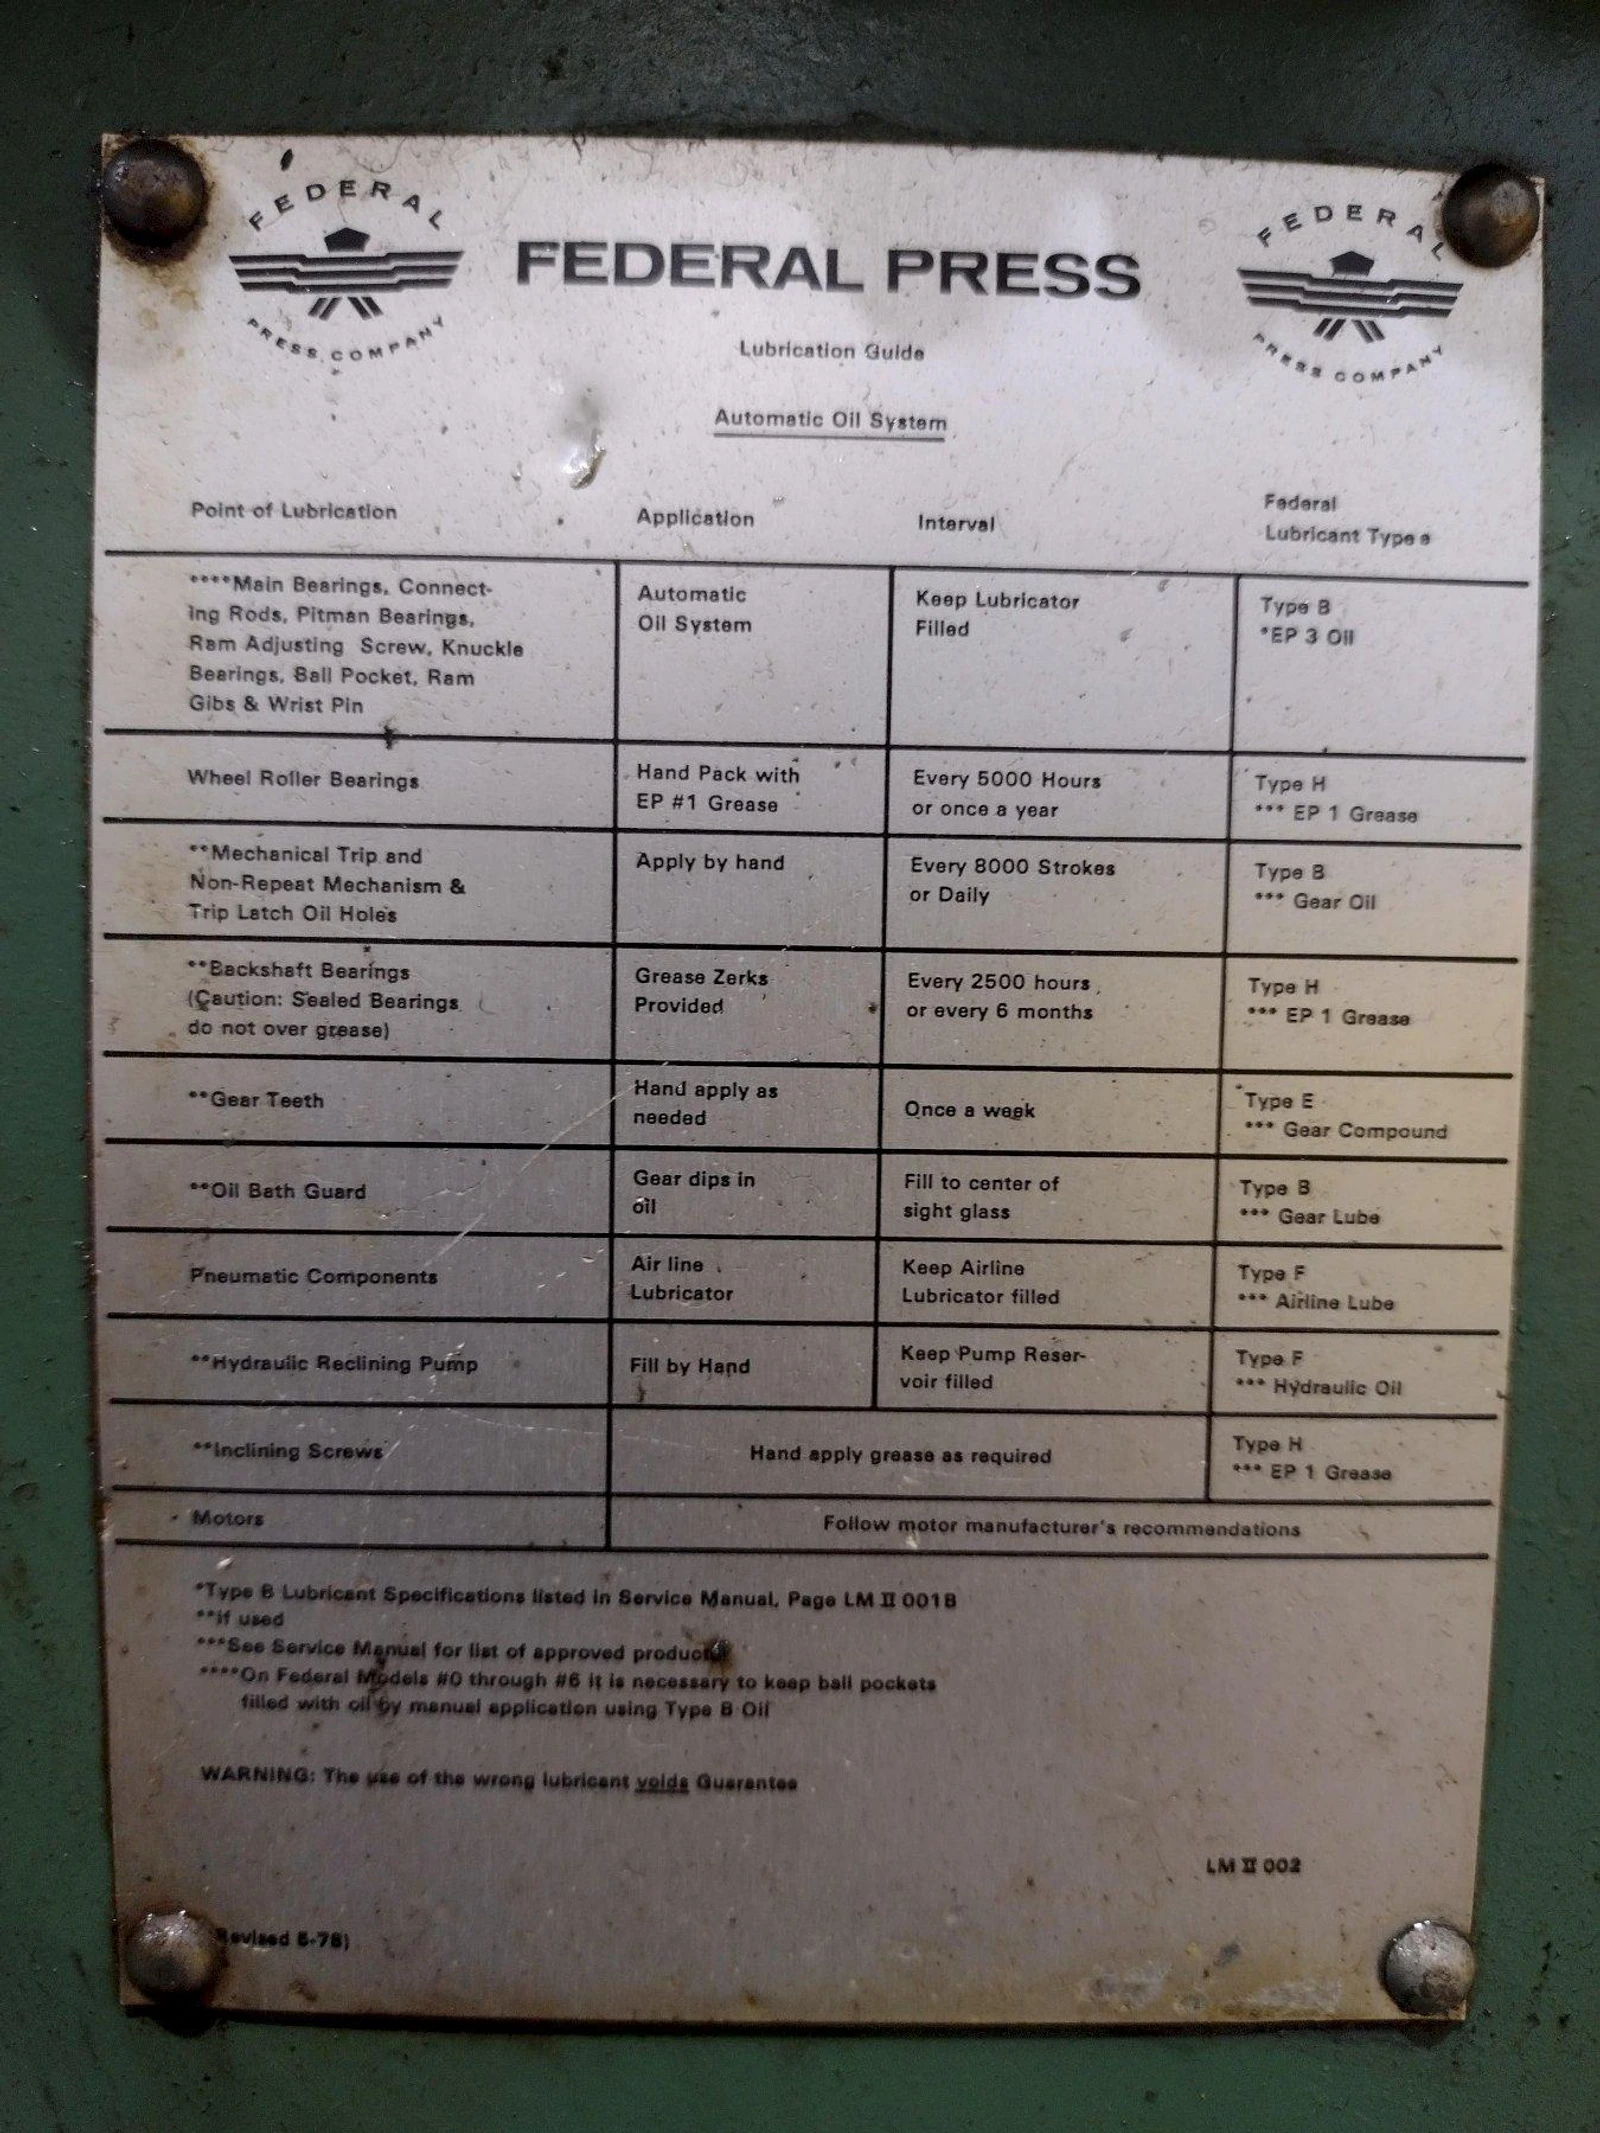 FEDERAL
PRESS COMPANY
FEDERAL PRESS
FEDERAL
PRESS COMPANY
Lubrication Guide
Automatic Oil System
Point of Lubrication
Application
Interval
Federal
Lubricant Types
****Main Bearings, Connect-
ing Rods, Pitman Bearings,
Ram Adjusting Screw, Knuckle
Bearings, Ball Pocket, Ram
Gibs & Wrist Pin
Automatic
Oil System
Keep Lubricator
Filled
Type B
*EP 3 Oil
Wheel Roller Bearings
Hand Pack with
EP #1 Grease
Every 5000 Hours
or once a year
Type H
*** EP 1 Grease
**Mechanical Trip and
Non-Repeat Mechanism &
Trip Latch Oil Holes
Apply by hand
Every 8000 Strokes
or Daily
Type B
*** Gear Oil
**Backshaft Bearings
(Caution: Sealed Bearings
do not over grease)
Grease Zerks
Provided
Every 2500 hours
or every 6 months
Type H
*** EP 1 Grease
**Gear Teeth
Hand apply as
needed
Once a week
Type E
*** Gear Compound
**Oil Bath Guard
Gear dips in
oil
Fill to center of
sight glass
Type B
*** Gear Lube
Pneumatic Components
Air line
Lubricator
Keep Airline
Lubricator filled
Type F
*** Airline Lube
**Hydraulic Reclining Pump
Fill by Hand
Keep Pump Reser-
voir filled
Type F
*** Hydraulic Oil
**Inclining Screws
Hand apply grease as required
Type H
*** EP 1 Grease
Motors
Follow motor manufacturer's recommendations
*Type B Lubricant Specifications listed in Service Manual, Page LM II 001B
**If used
***See Service Manual for list of approved
****On Federal Models #0 through #6 it is necessary to keep ball pockets
filled with oil by manual application using Type B Oil
WARNING: The use of the wrong lubricant voids Guarantee
LM II 002
Revised 5-78)